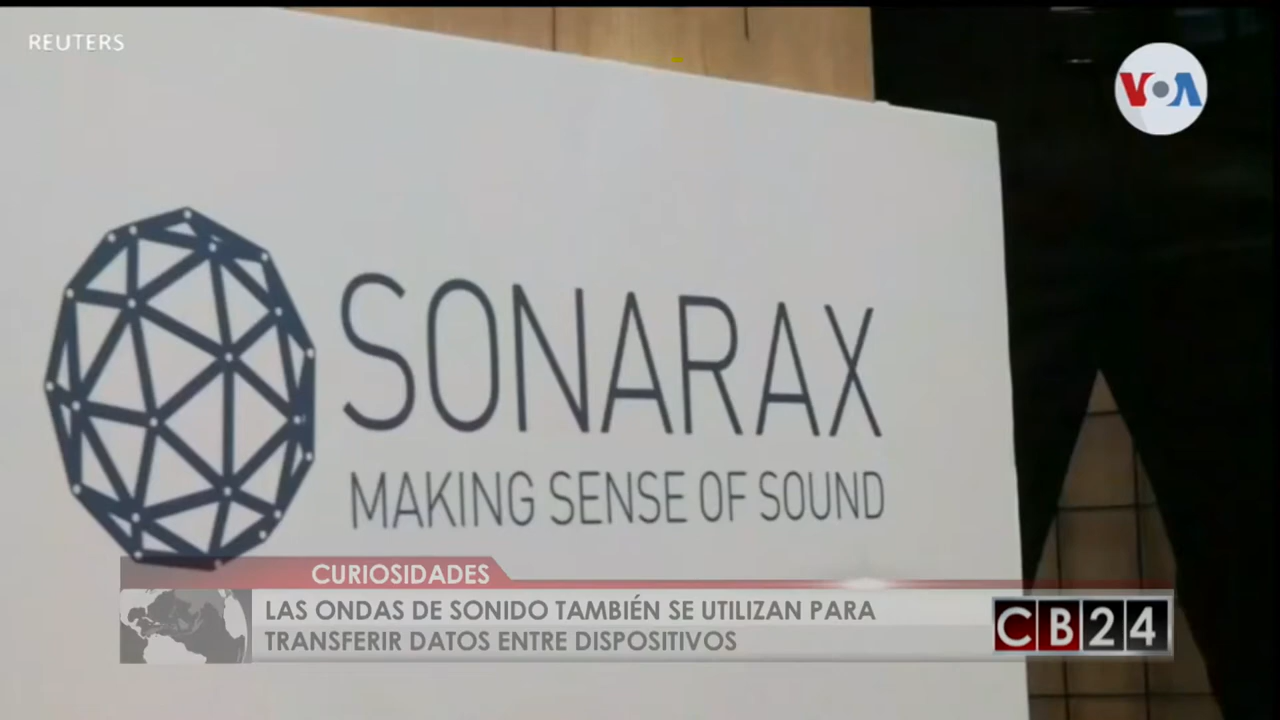 REUTERS
VOA
SONARAX
MAKING SENSE OF SOUND
CURIOSIDADES
LAS ONDAS DE SONIDO TAMBIÉN SE UTILIZAN PARA
TRANSFERIR DATOS ENTRE DISPOSITIVOS
CB24